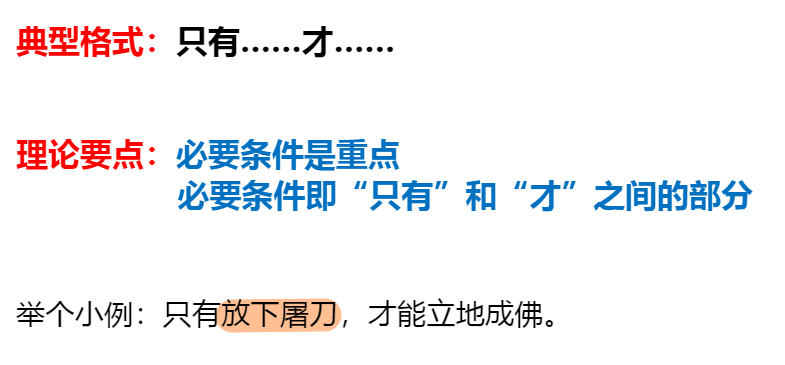 典型格式：只有……才……
理论要点：必要条件是重点
必要条件即“只有”和“才”之间的部分
举个小例：只有放下屠刀，才能立地成佛。